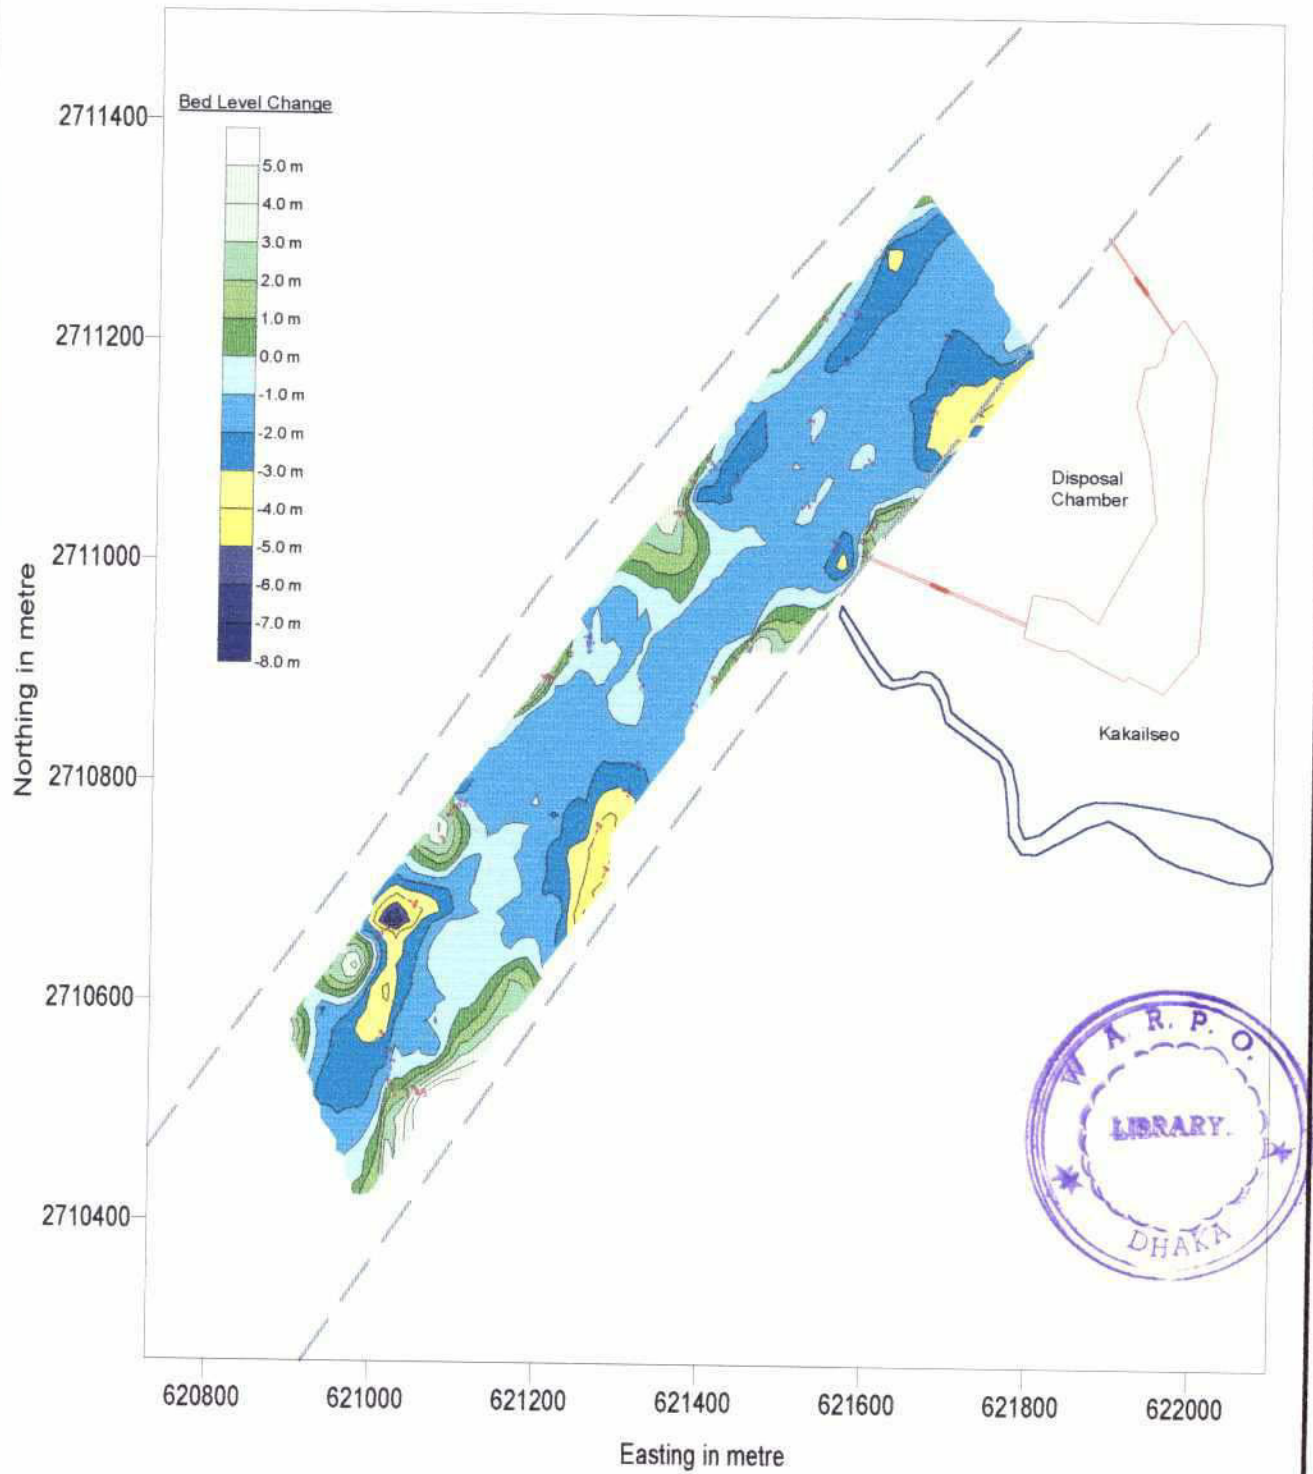 Bed Level Change
5.0 m
4.0 m
3.0 m
2.0 m
1.0 m
0.0 m
-1.0 m
-2.0 m
-3.0 m
-4.0 m
-5.0 m
-6.0 m
-7.0 m
-8.0 m
2711400
2711200
2711000
2710800
2710600
2710400
Northing in metre
Disposal
Chamber
Kakailseo
W. A. R. P. O.
LIBRARY.
DHAKA
620800
621000
621200
621400
621600
621800
622000
Easting in metre